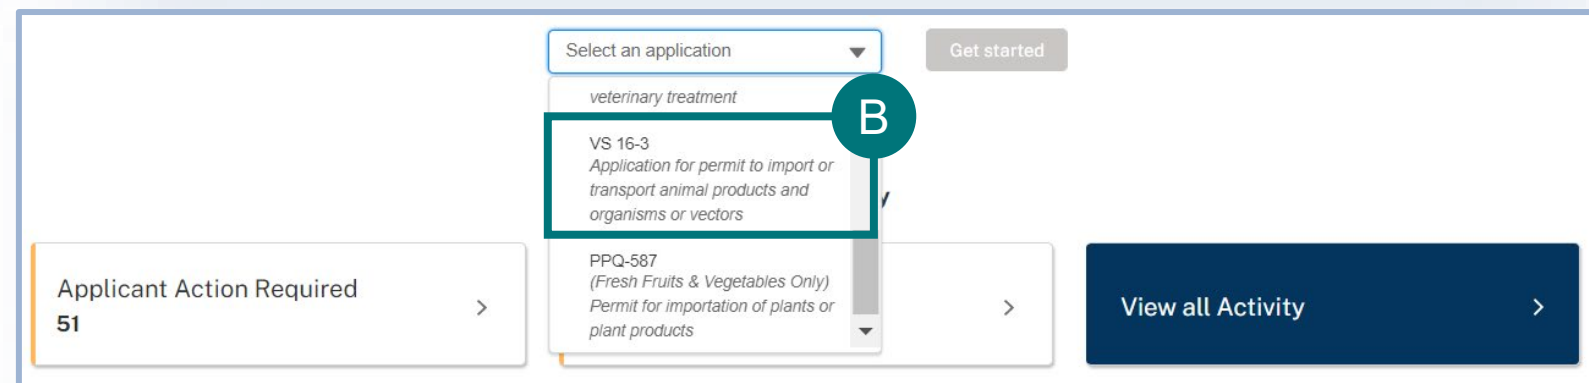 Select an application
Get started
veterinary treatment
B
VS 16-3
Application for permit to import or
transport animal products and
organisms or vectors
y
PPQ-587
(Fresh Fruits & Vegetables Only)
Permit for importation of plants or
plant products
Applicant Action Required
51
View all Activity